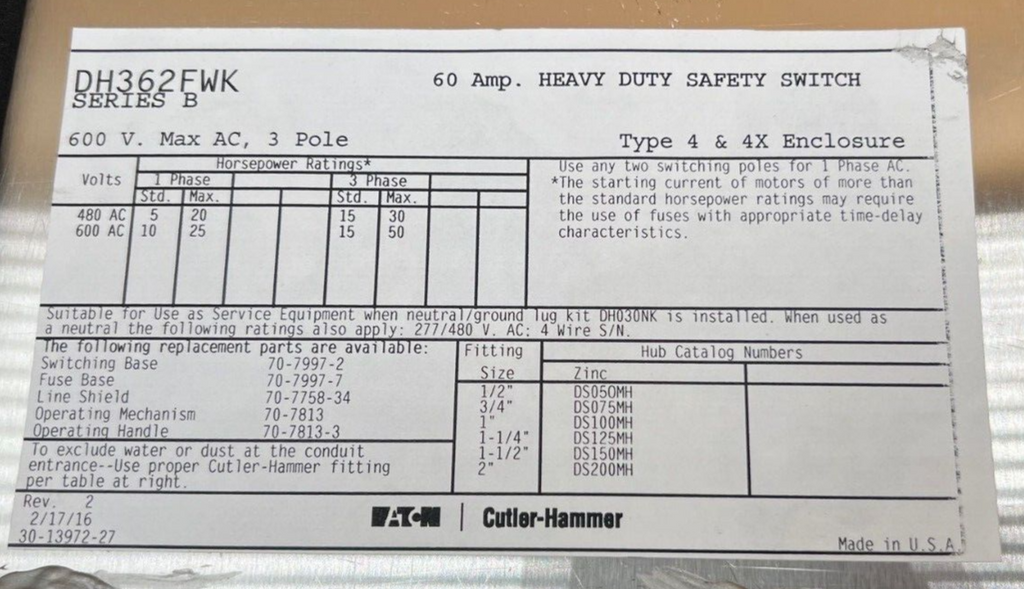 DH362FWK
SERIES B
60 Amp. HEAVY DUTY SAFETY SWITCH
600 V. Max AC, 3 Pole
Type 4 & 4X Enclosure
Horsepower Ratings*
Volts 1 Phase 3 Phase
Std. Max. Std. Max.
480 AC 5 20 15 30
600 AC 10 25 15 50
Use any two switching poles for 1 Phase AC.
*The starting current of motors of more than
the standard horsepower ratings may require
the use of fuses with appropriate time-delay
characteristics.
Suitable for Use as Service Equipment when neutral/ground lug kit DH030NK is installed. When used as
a neutral the following ratings also apply: 277/480 V. AC; 4 Wire S/N.
The following replacement parts are available:
Switching Base 70-7997-2
Fuse Base 70-7997-7
Line Shield 70-7758-34
Operating Mechanism 70-7813
Operating Handle 70-7813-3
To exclude water or dust at the conduit
entrance--Use proper Cutler-Hammer fitting
per table at right.
Fitting Hub Catalog Numbers
Size Zinc
1/2" DS050MH
3/4" DS075MH
1" DS100MH
1-1/4" DS125MH
1-1/2" DS150MH
2" DS200MH
Rev. 2
2/17/16
30-13972-27
EATON | Cutler-Hammer
Made in U.S.A